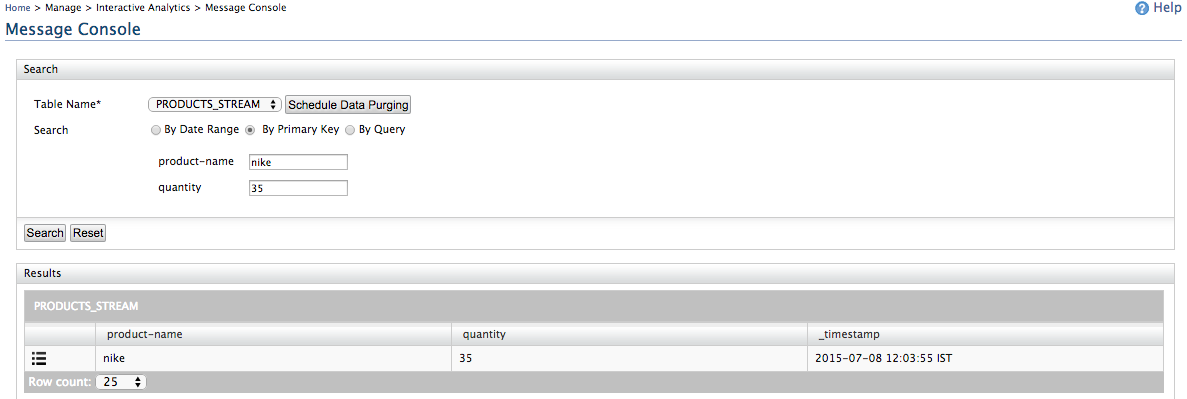 Home > Manage > Interactive Analytics > Message Console
? Help
Message Console
Search
Table Name* PRODUCTS_STREAM Schedule Data Purging
Search By Date Range By Primary Key By Query
product-name nike
quantity 35
Search Reset
Results
PRODUCTS_STREAM
product-name quantity _timestamp
nike 35 2015-07-08 12:03:55 IST
Row count: 25